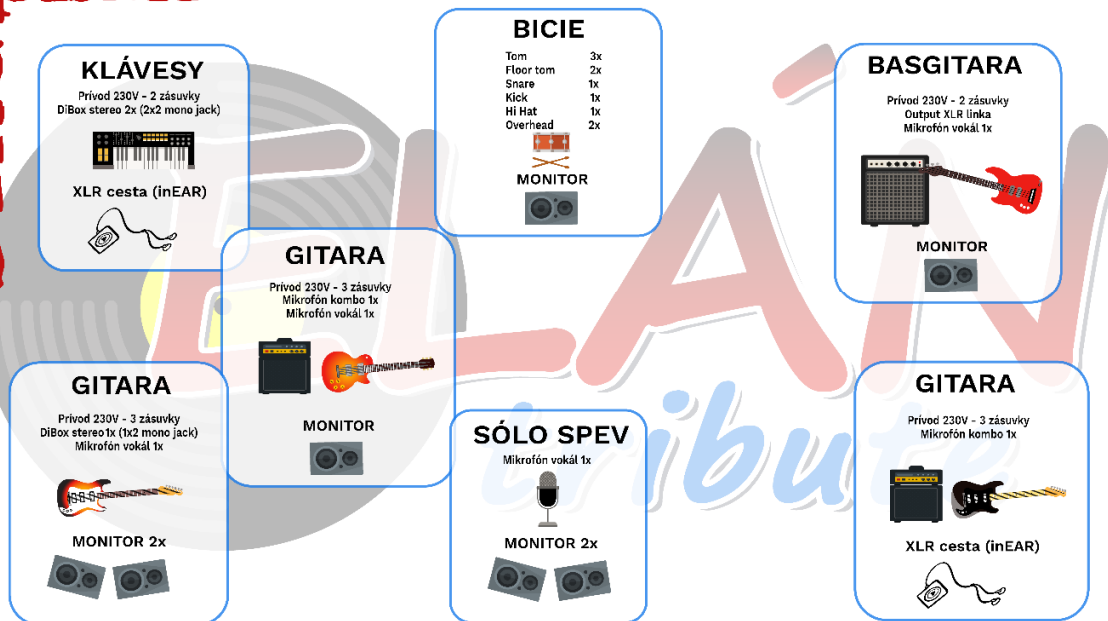 KLÁVESY
Prívod 230V - 2 zásuvky
DiBox stereo 2x (2x2 mono jack)
XLR cesta (inEAR)
BICIE
Tom 3x
Floor tom 2x
Snare 1x
Kick 1x
Hi Hat 1x
Overhead 2x
MONITOR
BASGITARA
Prívod 230V - 2 zásuvky
Output XLR linka
Mikrofón vokál 1x
MONITOR
GITARA
Prívod 230V - 3 zásuvky
Mikrofón kombo 1x
Mikrofón vokál 1x
MONITOR
GITARA
Prívod 230V - 3 zásuvky
DiBox stereo 1x (1x2 mono jack)
Mikrofón vokál 1x
MONITOR 2x
SÓLO SPEV
Mikrofón vokál 1x
MONITOR 2x
GITARA
Prívod 230V - 3 zásuvky
Mikrofón kombo 1x
XLR cesta (inEAR)
ELÁN
tribute